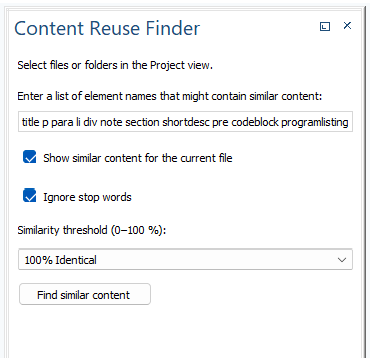 Content Reuse Finder
Select files or folders in the Project view.
Enter a list of element names that might contain similar content:
title p para li div note section shortdesc pre codeblock programlisting
Show similar content for the current file
Ignore stop words
Similarity threshold (0–100 %):
100% Identical
Find similar content